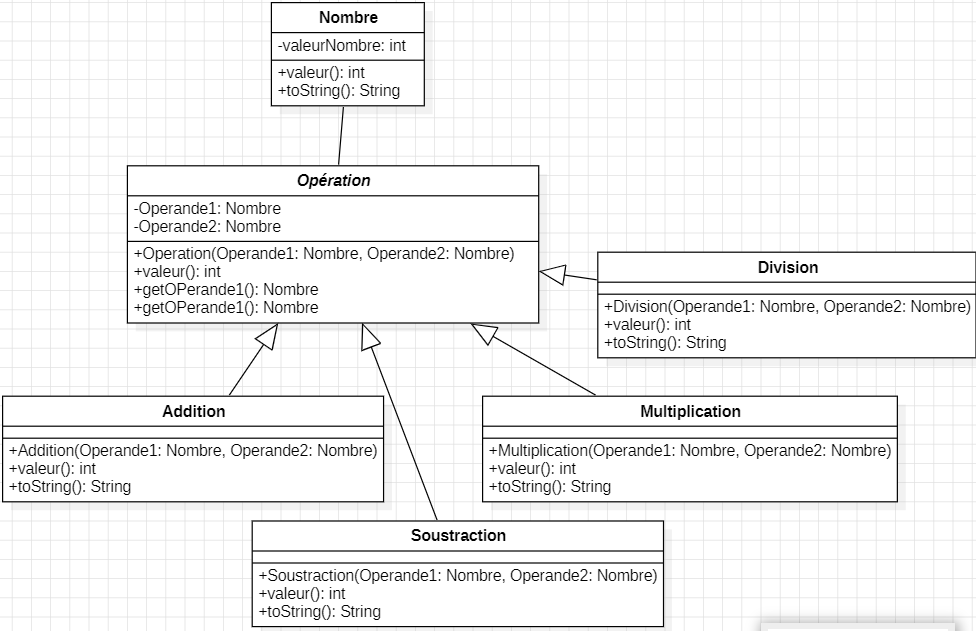 Nombre
-valeurNombre: int
+valeur(): int
+toString(): String
Opération
-Operande1: Nombre
-Operande2: Nombre
+Operation(Operande1: Nombre, Operande2: Nombre)
+valeur(): int
+getOPerande1(): Nombre
+getOPerande1(): Nombre
Division
+Division(Operande1: Nombre, Operande2: Nombre)
+valeur(): int
+toString(): String
Addition
+Addition(Operande1: Nombre, Operande2: Nombre)
+valeur(): int
+toString(): String
Multiplication
+Multiplication(Operande1: Nombre, Operande2: Nombre)
+valeur(): int
+toString(): String
Soustraction
+Soustraction(Operande1: Nombre, Operande2: Nombre)
+valeur(): int
+toString(): String